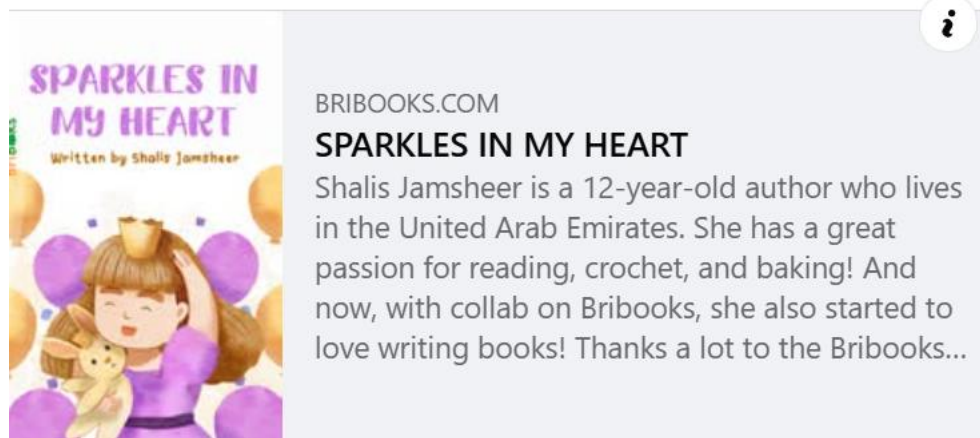 SPARKLES IN
MY HEART
Written by Shalis Jamsheer
i
BRIBOOKS.COM
SPARKLES IN MY HEART
Shalis Jamsheer is a 12-year-old author who lives
in the United Arab Emirates. She has a great
passion for reading, crochet, and baking! And
now, with collab on Bribooks, she also started to
love writing books! Thanks a lot to the Bribooks...